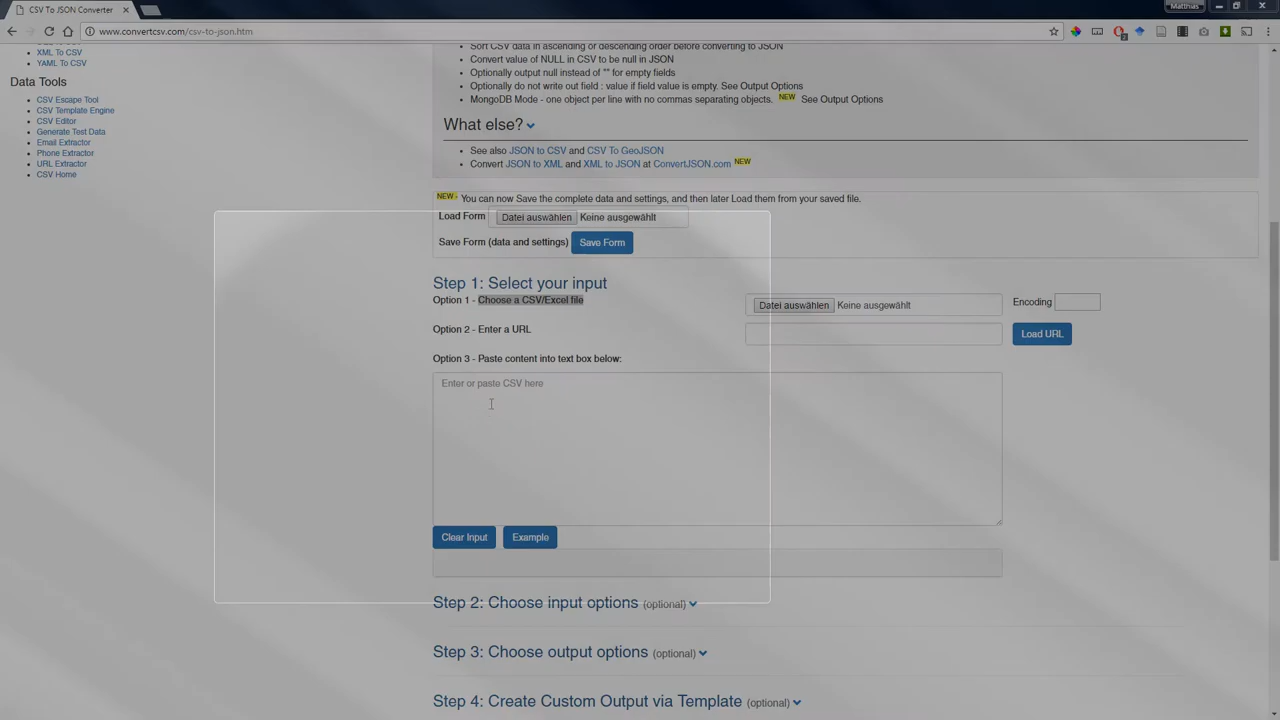 CSV To JSON Converter
Matthias
www.convertcsv.com/csv-to-json.htm
XML To CSV
YAML To CSV
Data Tools
CSV Escape Tool
CSV Template Engine
CSV Editor
Generate Test Data
Email Extractor
Phone Extractor
URL Extractor
CSV Home
Sort CSV data in ascending or descending order before converting to JSON
Convert value of NULL in CSV to be null in JSON
Optionally output null instead of "" for empty fields
Optionally do not write out field : value if field value is empty. See Output Options
MongoDB Mode - one object per line with no commas separating objects. NEW See Output Options
What else?
See also JSON to CSV and CSV To GeoJSON
Convert JSON to XML and XML to JSON at ConvertJSON.com NEW
NEW> You can now Save the complete data and settings, and then later Load them from your saved file.
Load Form Datei auswählen Keine ausgewählt
Save Form (data and settings) Save Form
Step 1: Select your input
Option 1 - Choose a CSV/Excel file Datei auswählen Keine ausgewählt Encoding
Option 2 - Enter a URL Load URL
Option 3 - Paste content into text box below:
Enter or paste CSV here
Clear Input Example
Step 2: Choose input options (optional)
Step 3: Choose output options (optional)
Step 4: Create Custom Output via Template (optional)